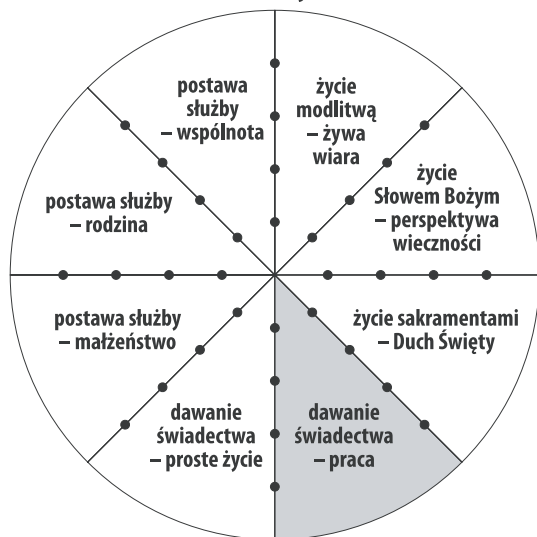 postawa
służby
– wspólnota
życie
modlitwą
– żywa
wiara
życie
Słowem Bożym
– perspektywa
wieczności
życie sakramentami
– Duch Święty
dawanie
świadectwa
– praca
dawanie
świadectwa
– proste życie
postawa służby
– małżeństwo
postawa służby
– rodzina